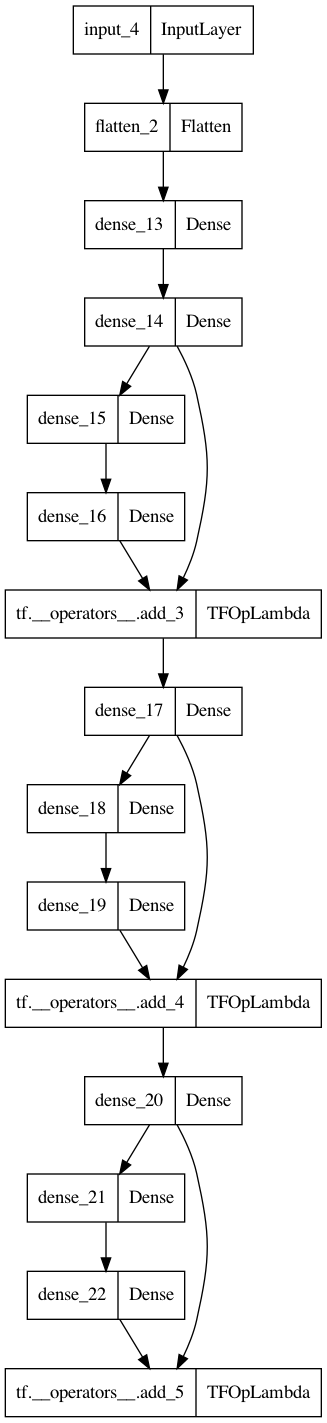 input_4 InputLayer
flatten_2 Flatten
dense_13 Dense
dense_14 Dense
dense_15 Dense
dense_16 Dense
tf.__operators__.add_3 TFOpLambda
dense_17 Dense
dense_18 Dense
dense_19 Dense
tf.__operators__.add_4 TFOpLambda
dense_20 Dense
dense_21 Dense
dense_22 Dense
tf.__operators__.add_5 TFOpLambda